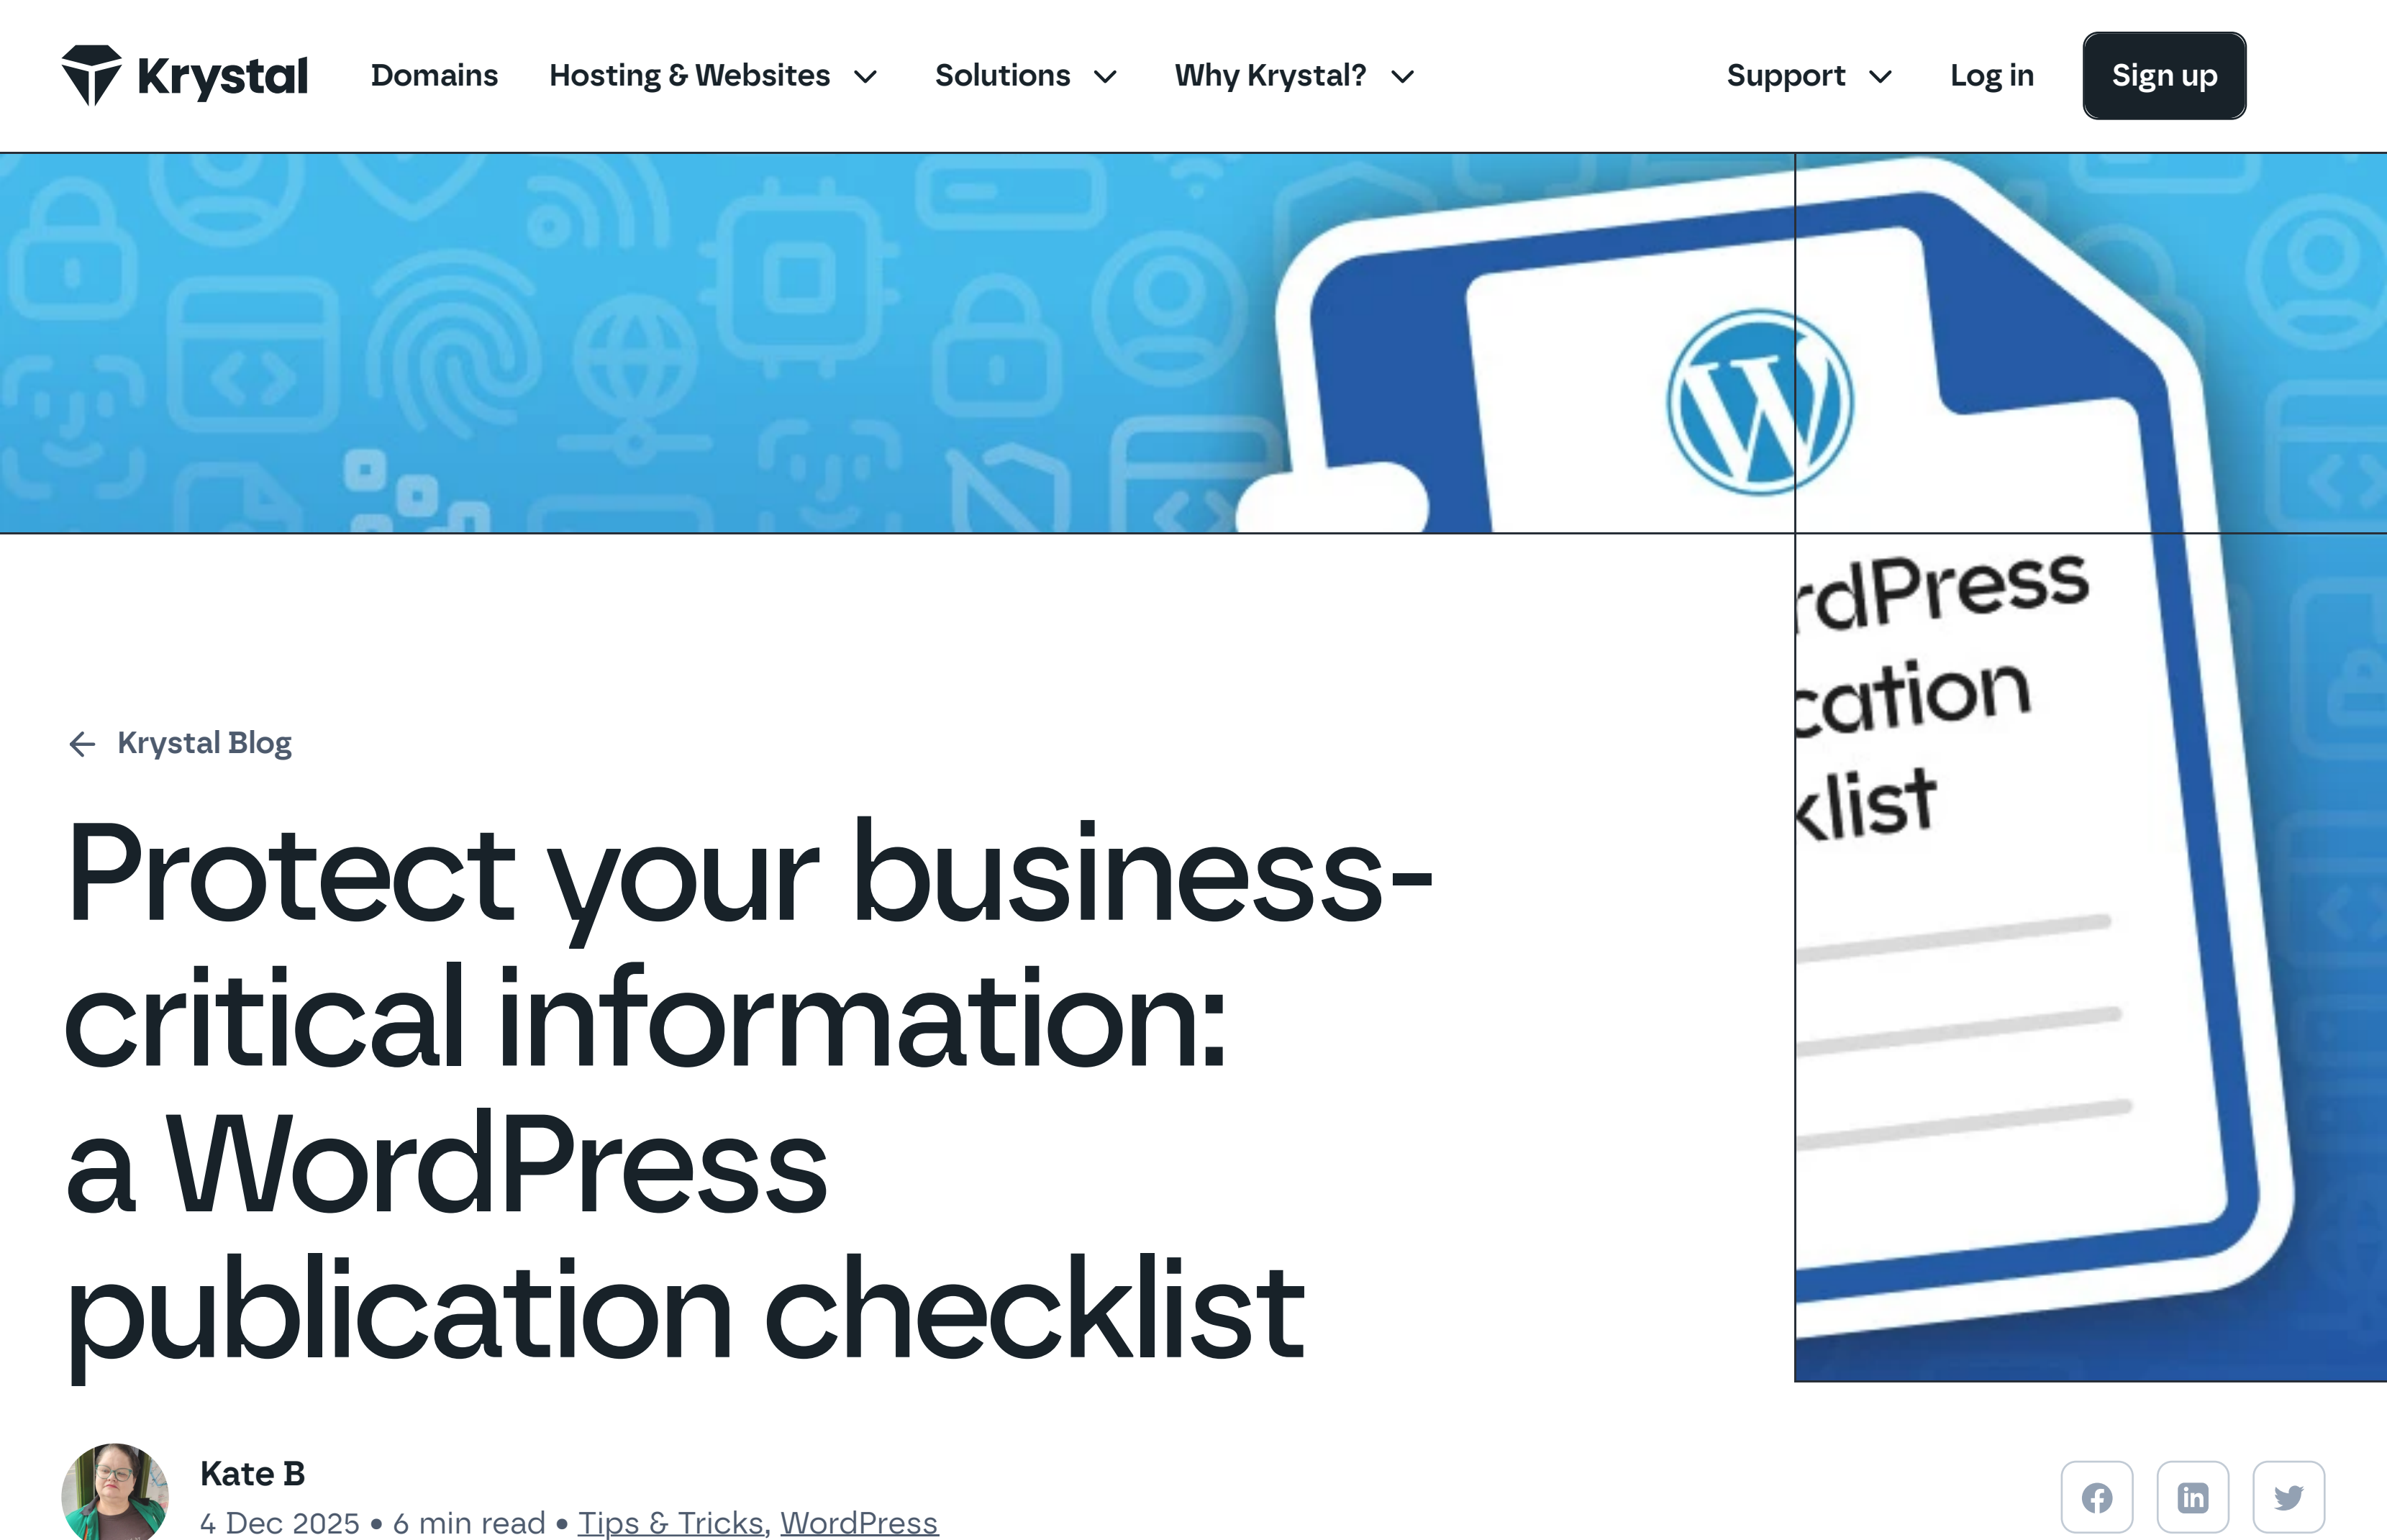 Krystal
Domains
Hosting & Websites
Solutions
Why Krystal?
Support
Log in
Sign up
W
rdPress
cation
klist
Krystal Blog
Protect your business-
critical information:
a WordPress
publication checklist
Kate B
4 Dec 2025 • 6 min read • Tips & Tricks, WordPress